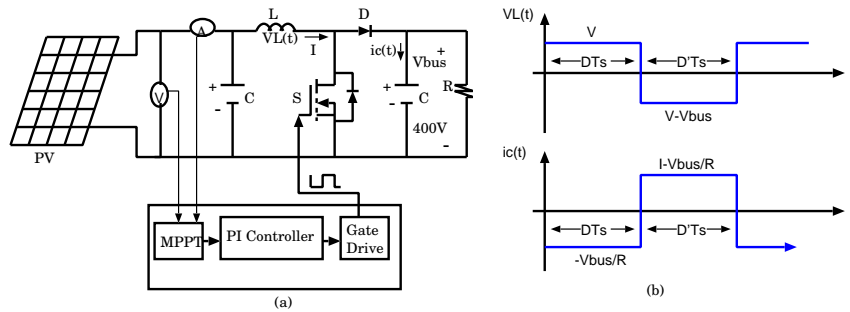 L
D
A
VL(t)
I
ic(t)
+
Vbus
+
C
-
S
+
C
-
R
400V
-
V
PV
MPPT
PI Controller
Gate
Drive
(a)
VL(t)
V
DTs
D'Ts
V-Vbus
ic(t)
I-Vbus/R
DTs
D'Ts
-Vbus/R
(b)